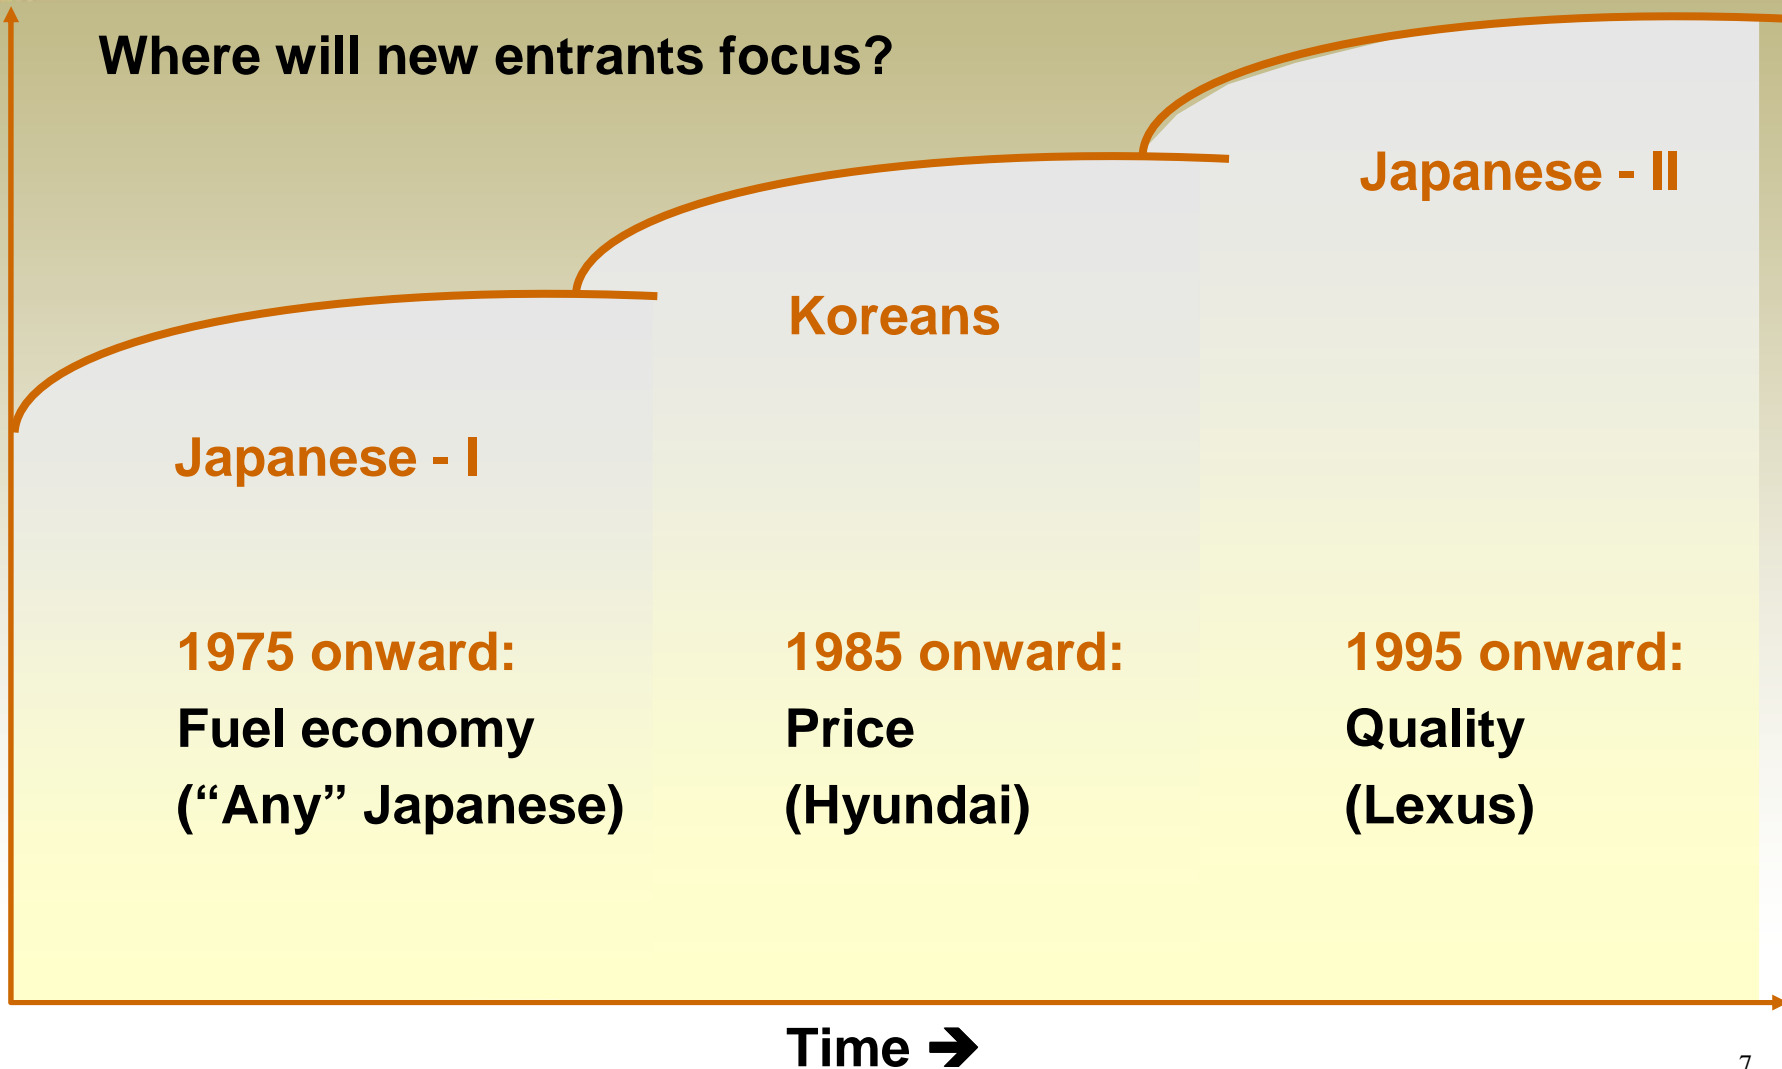 Where will new entrants focus?
Japanese - II
Koreans
Japanese - I
1975 onward:
Fuel economy
(“Any” Japanese)
1985 onward:
Price
(Hyundai)
1995 onward:
Quality
(Lexus)
Time ➔
7